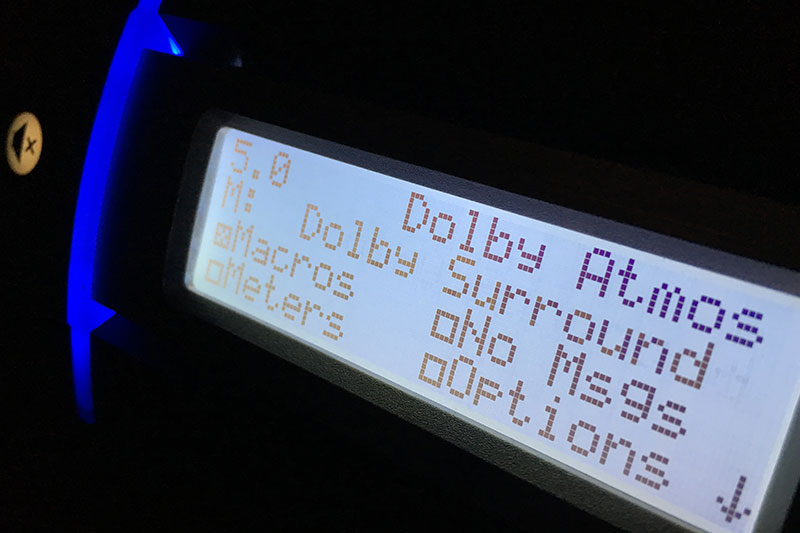 5.0 Dolby Atmos
M: Dolby Surround
☒Macros ☐No Msgs
☐Meters ☐Options ↓